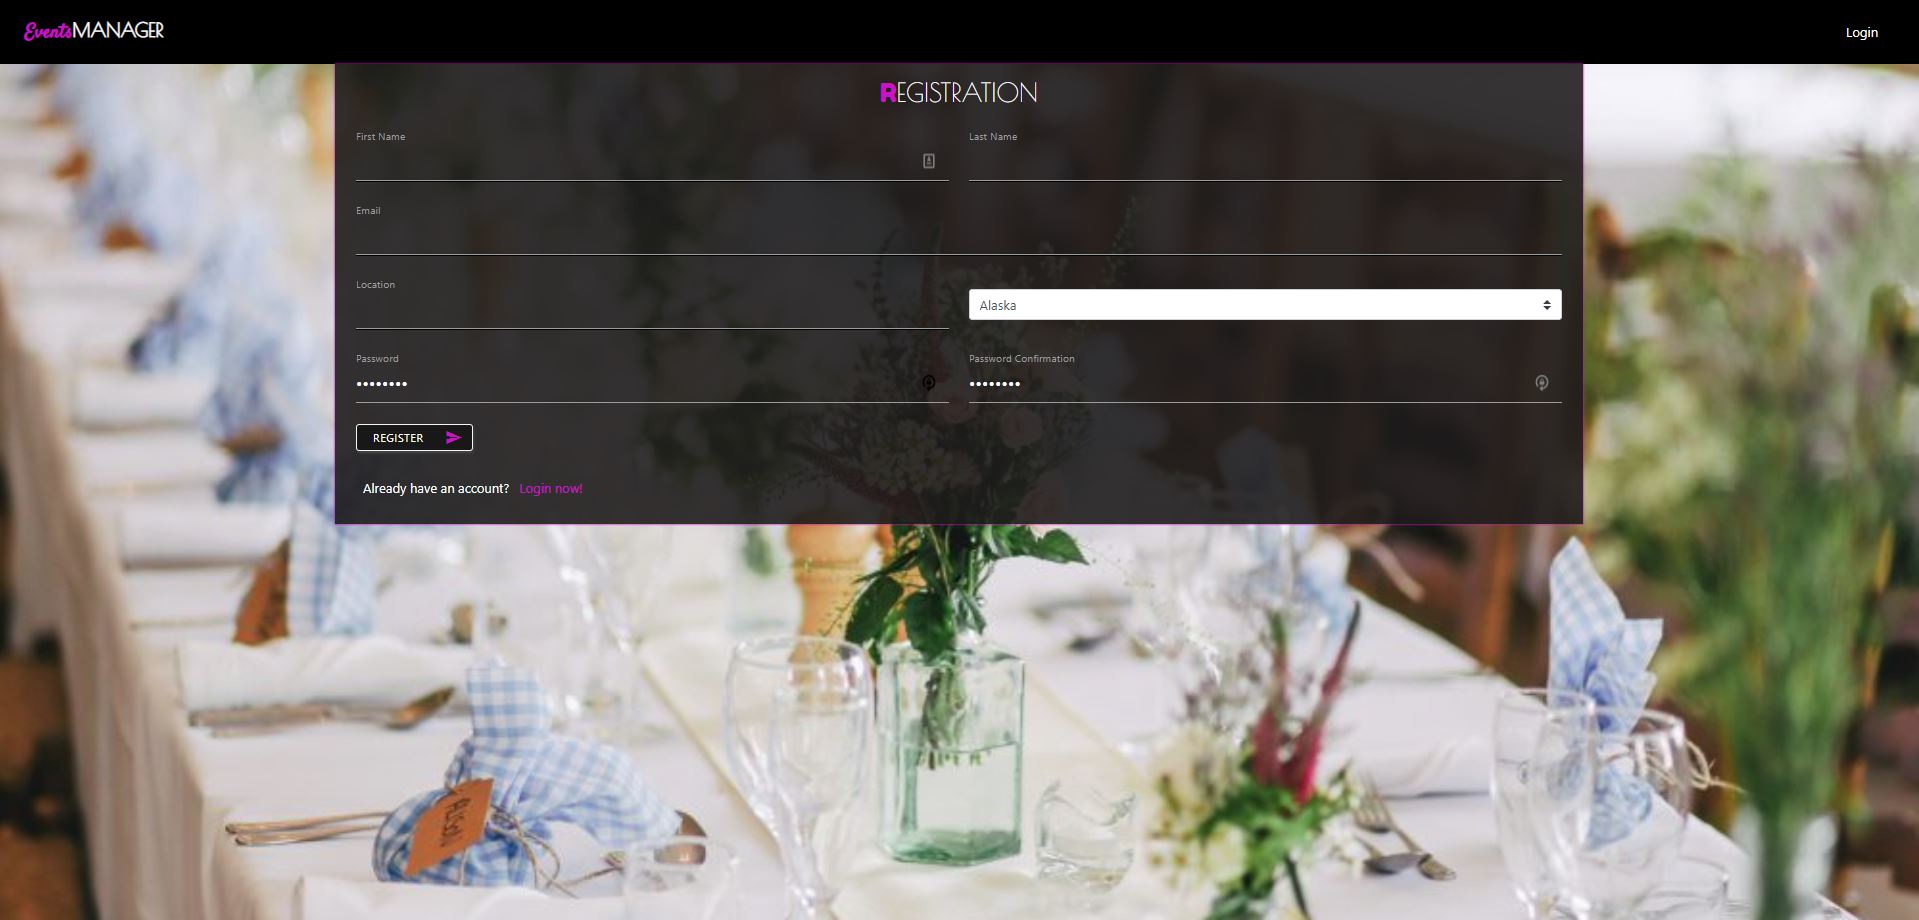 EventsMANAGER
Login
REGISTRATION
First Name
Last Name
Email
Location
Alaska
Password
Password Confirmation
••••••••
••••••••
REGISTER
Already have an account? Login now!